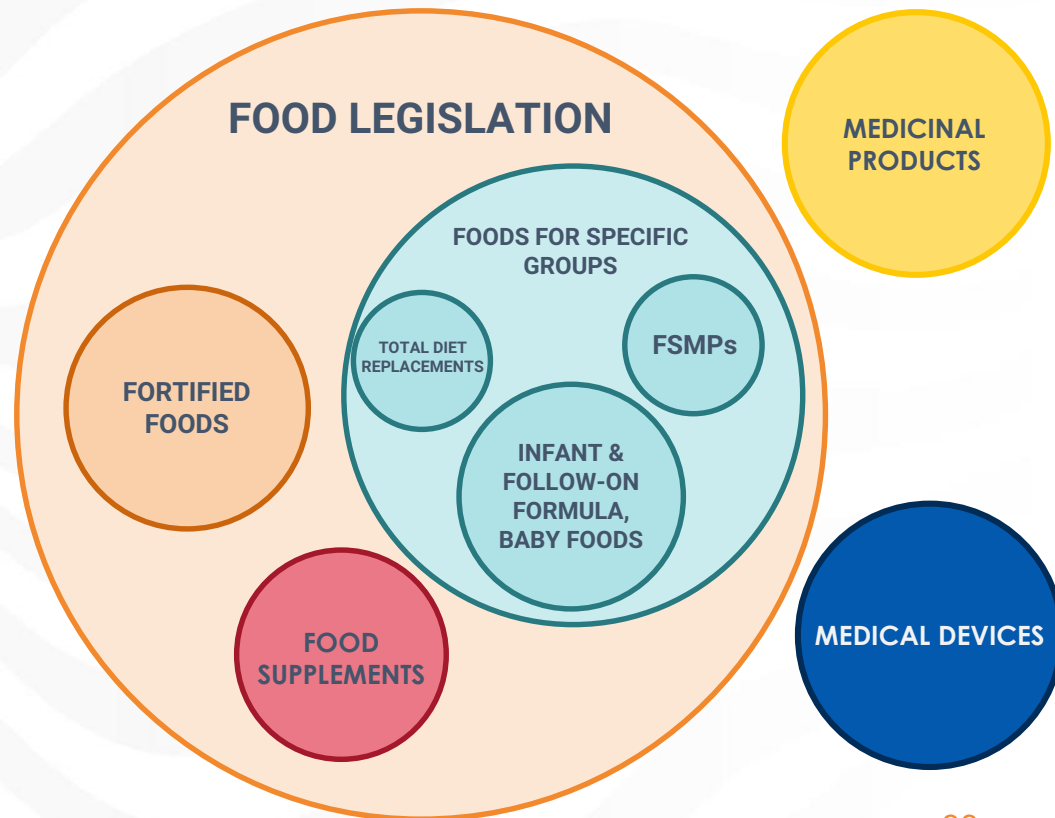 FOOD LEGISLATION
MEDICINAL
PRODUCTS
FOODS FOR SPECIFIC
GROUPS
TOTAL DIET
REPLACEMENTS
FSMPs
FORTIFIED
FOODS
INFANT &
FOLLOW-ON
FORMULA,
BABY FOODS
FOOD
SUPPLEMENTS
MEDICAL DEVICES